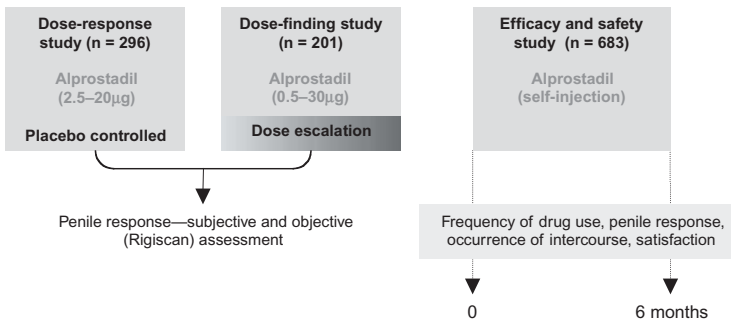 Dose-response
study (n = 296)
Alprostadil
(2.5–20μg)
Placebo controlled
Dose-finding study
(n = 201)
Alprostadil
(0.5–30μg)
Dose escalation
Penile response—subjective and objective
(Rigiscan) assessment
Efficacy and safety
study (n = 683)
Alprostadil
(self-injection)
Frequency of drug use, penile response,
occurrence of intercourse, satisfaction
0
6 months